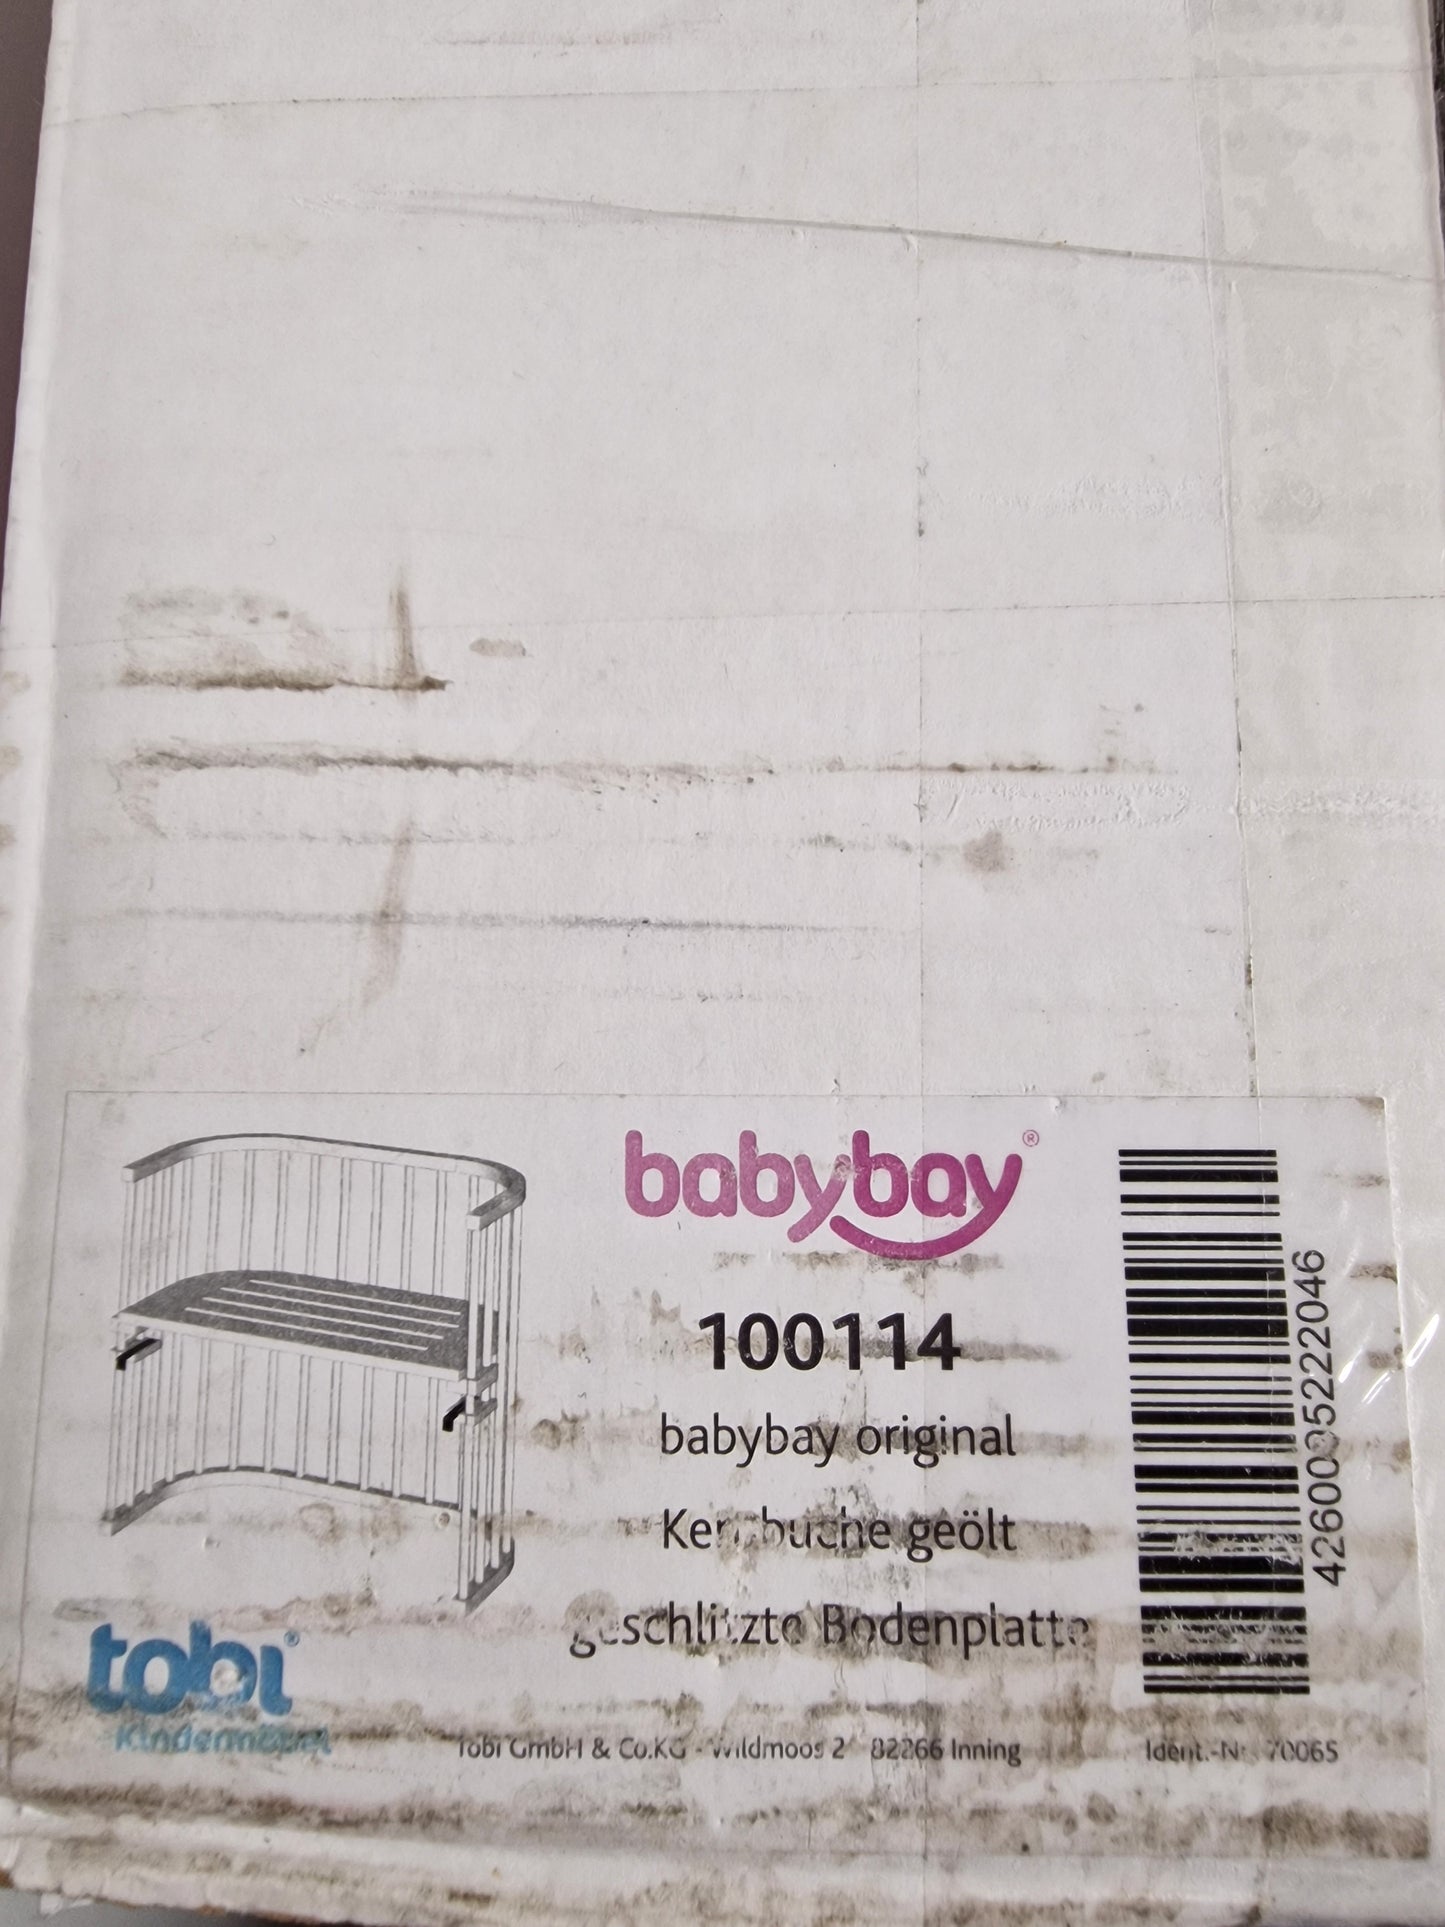 babybay®
100114
babybay original
Kernbuche geölt
geschlitzte Bodenplatte
tobi®
Kindermöbel
Tobi GmbH & Co.KG - Wildmoos 2 82266 Inning
Ident.-Nr 70065
4260035222046